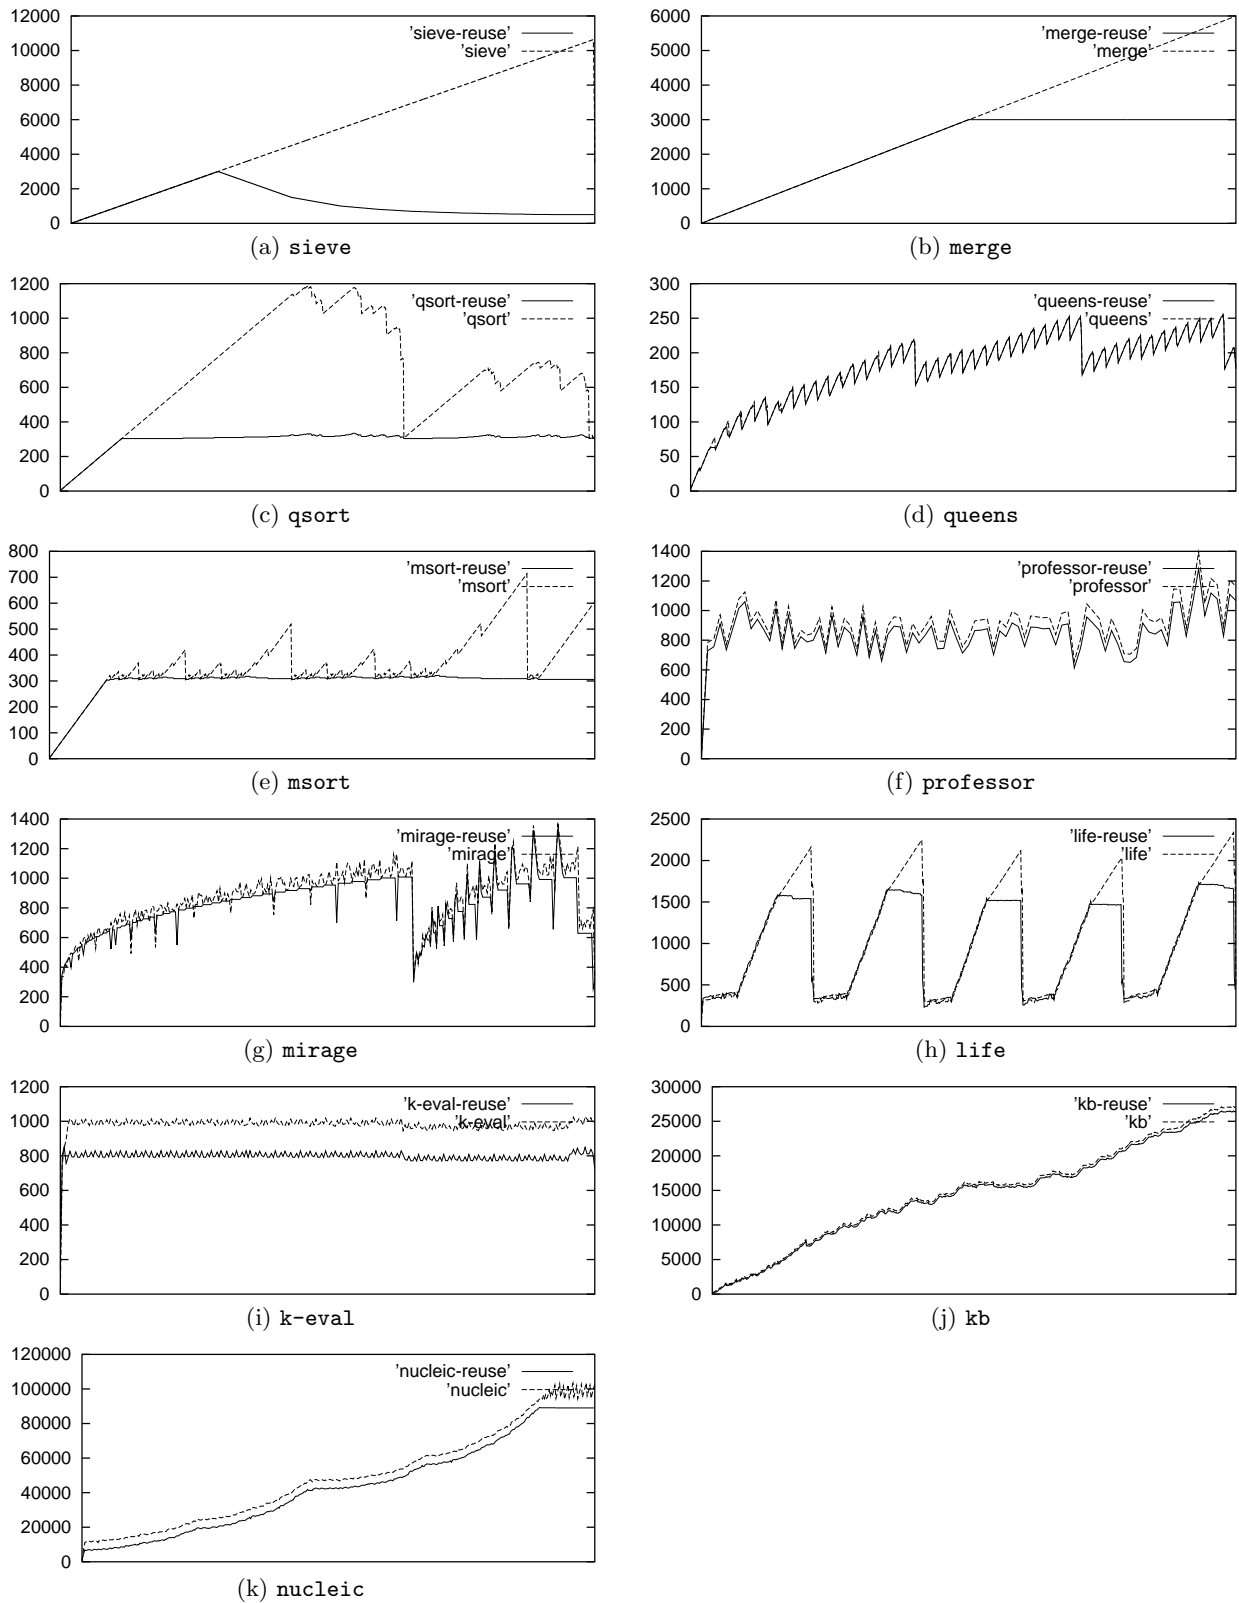 12000
10000
8000
6000
4000
2000
0
'sieve-reuse'
'sieve'
(a) sieve
6000
5000
4000
3000
2000
1000
0
'merge-reuse'
'merge'
(b) merge
1200
1000
800
600
400
200
0
'qsort-reuse'
'qsort'
(c) qsort
300
250
200
150
100
50
0
'queens-reuse'
'queens'
(d) queens
800
700
600
500
400
300
200
100
0
'msort-reuse'
'msort'
(e) msort
1400
1200
1000
800
600
400
200
0
'professor-reuse'
'professor'
(f) professor
1400
1200
1000
800
600
400
200
0
'mirage-reuse'
'mirage'
(g) mirage
2500
2000
1500
1000
500
0
'life-reuse'
'life'
(h) life
1200
1000
800
600
400
200
0
'k-eval-reuse'
'k-eval'
(i) k-eval
30000
25000
20000
15000
10000
5000
0
'kb-reuse'
'kb'
(j) kb
120000
100000
80000
60000
40000
20000
0
'nucleic-reuse'
'nucleic'
(k) nucleic